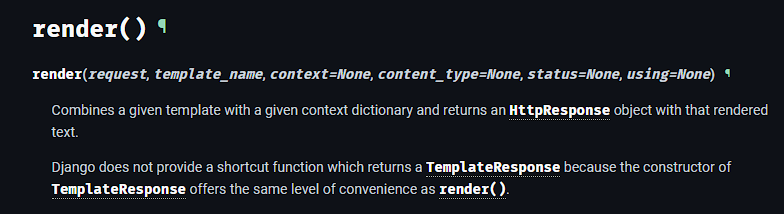 render() ¶
render(request, template_name, context=None, content_type=None, status=None, using=None) ¶
Combines a given template with a given context dictionary and returns an HttpResponse object with that rendered
text.
Django does not provide a shortcut function which returns a TemplateResponse because the constructor of
TemplateResponse offers the same level of convenience as render().